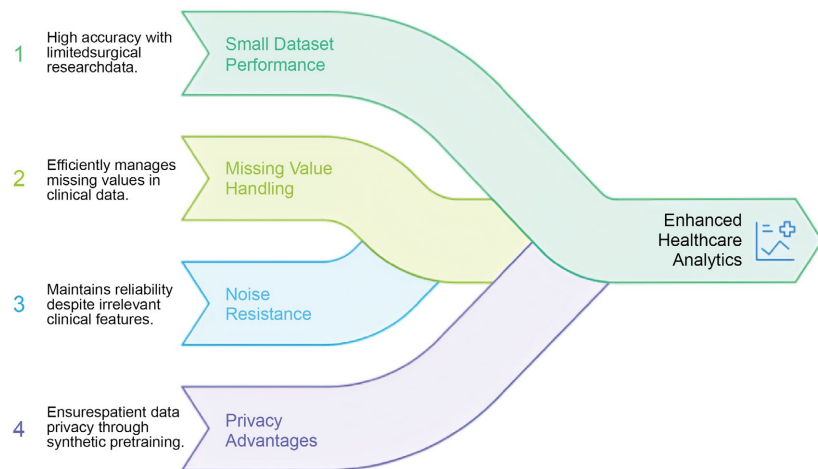 1
High accuracy with
limitedsurgical
researchdata.
Small Dataset
Performance
2
Efficiently manages
missing values in
clinical data.
Missing Value
Handling
3
Maintains reliability
despite irrelevant
clinical features.
Noise
Resistance
4
Ensurespatient data
privacy through
synthetic pretraining.
Privacy
Advantages
Enhanced
Healthcare
Analytics